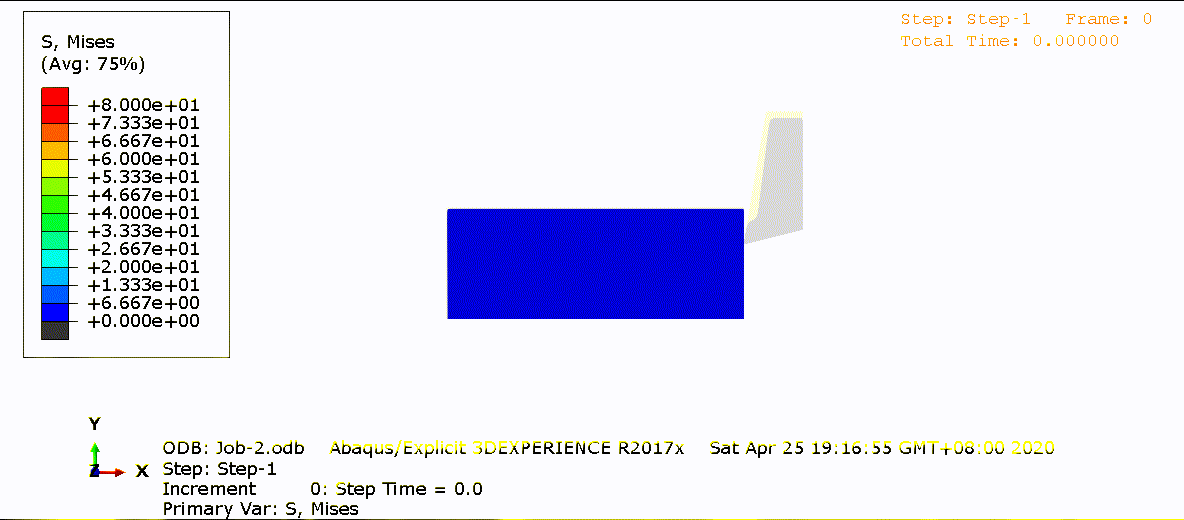 Step: Step-1 Frame: 0
Total Time: 0.000000
S, Mises
(Avg: 75%)
+8.000e+01
+7.333e+01
+6.667e+01
+6.000e+01
+5.333e+01
+4.667e+01
+4.000e+01
+3.333e+01
+2.667e+01
+2.000e+01
+1.333e+01
+6.667e+00
+0.000e+00
Y
Z X
ODB: Job-2.odb Abaqus/Explicit 3DEXPERIENCE R2017x Sat Apr 25 19:16:55 GMT+08:00 2020
Step: Step-1
Increment 0: Step Time = 0.0
Primary Var: S, Mises